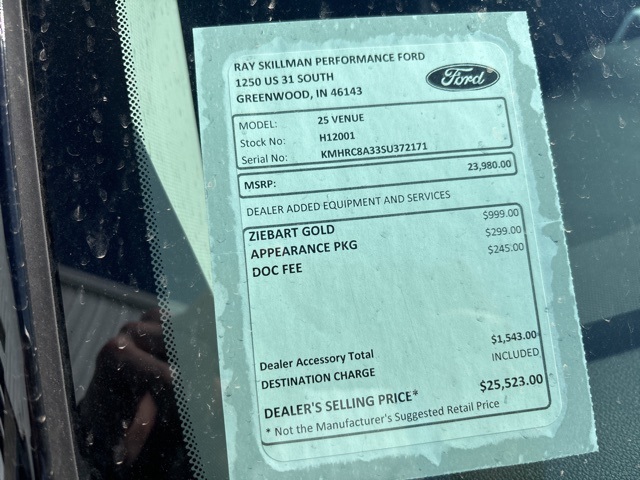 RAY SKILLMAN PERFORMANCE FORD
1250 US 31 SOUTH
GREENWOOD, IN 46143
Ford
MODEL: 25 VENUE
Stock No: H12001
Serial No: KMHRC8A33SU372171
MSRP: 23,980.00
DEALER ADDED EQUIPMENT AND SERVICES
ZIEBART GOLD $999.00
APPEARANCE PKG $299.00
DOC FEE $245.00
Dealer Accessory Total $1,543.00
DESTINATION CHARGE INCLUDED
DEALER'S SELLING PRICE* $25,523.00
* Not the Manufacturer's Suggested Retail Price